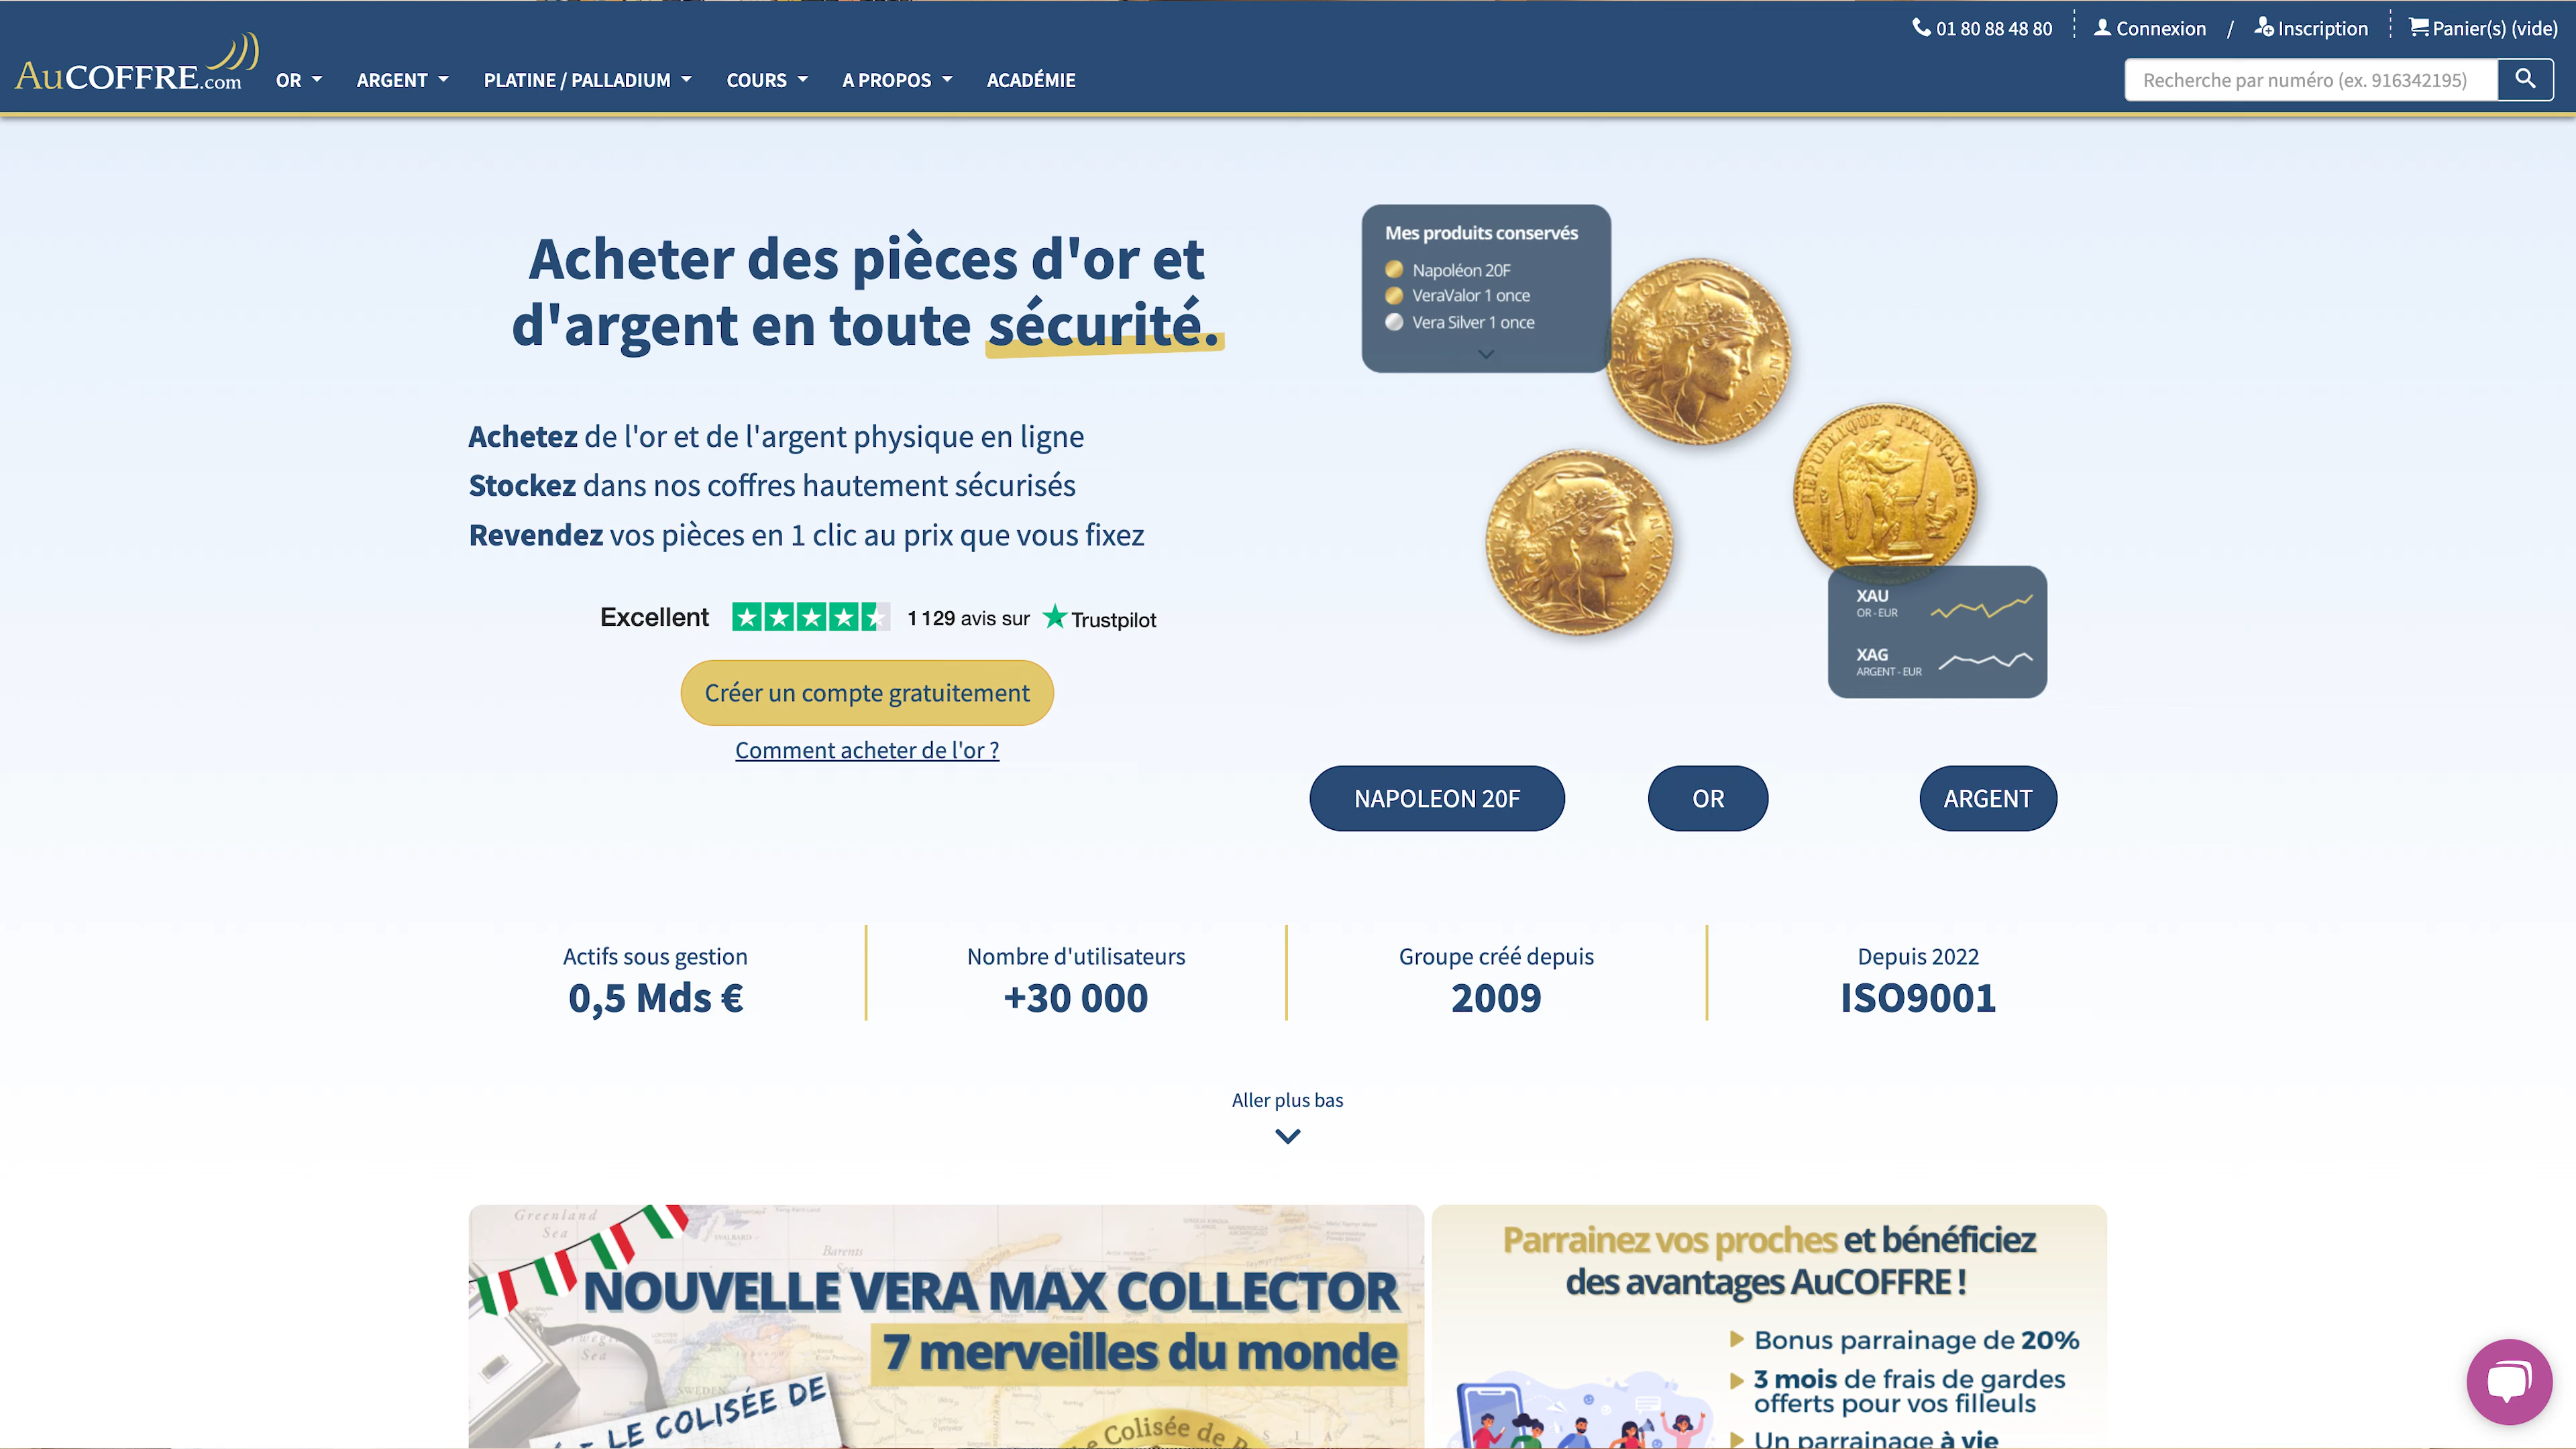 01 80 88 48 80
Connexion / Inscription
Panier(s) (vide)
AuCOFFRE.com
OR
ARGENT
PLATINE / PALLADIUM
COURS
A PROPOS
ACADÉMIE
Recherche par numéro (ex. 916342195)
Acheter des pièces d'or et
d'argent en toute sécurité.
Achetez de l'or et de l'argent physique en ligne
Stockez dans nos coffres hautement sécurisés
Revendez vos pièces en 1 clic au prix que vous fixez
Excellent
1 129 avis sur Trustpilot
Créer un compte gratuitement
Comment acheter de l'or ?
Mes produits conservés
Napoléon 20F
VeraValor 1 once
Vera Silver 1 once
REPUBLIQUE FRANÇAISE
XAU
OR - EUR
XAG
ARGENT - EUR
NAPOLEON 20F
OR
ARGENT
Actifs sous gestion
0,5 Mds €
Nombre d'utilisateurs
+30 000
Groupe créé depuis
2009
Depuis 2022
ISO9001
Aller plus bas
Greenland
Sea
SVALBARD
Barents
NOUVELLE VERA MAX COLLECTOR
7 merveilles du monde
Sea
SWEDEN
LE COLISÉE DE
Colisée de
Parrainez vos proches et bénéficiez
des avantages AuCOFFRE !
Bonus parrainage de 20%
3 mois de frais de gardes
offerts pour vos filleuls
Un parrainage à vie